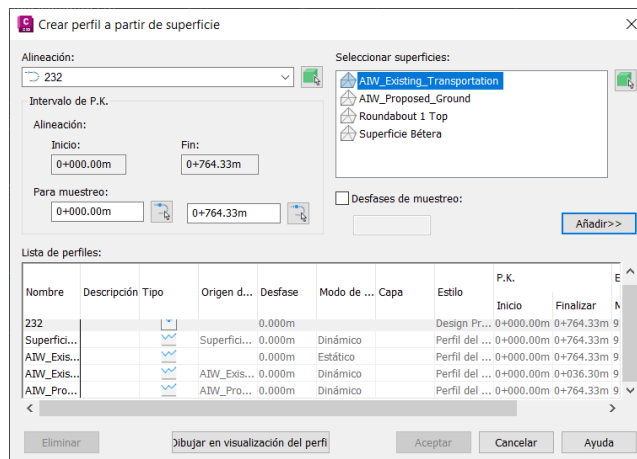 Crear perfil a partir de superficie
Alineación:
232
Intervalo de P.K.
Alineación:
Inicio: Fin:
0+000.00m 0+764.33m
Para muestreo:
0+000.00m 0+764.33m
Seleccionar superficies:
AIW_Existing_Transportation
AIW_Proposed_Ground
Roundabout 1 Top
Superficie Bétera
Desfases de muestreo:
Añadir>>
Lista de perfiles:
P.K.
Nombre Descripción Tipo Origen d... Desfase Modo de ... Capa Estilo
Inicio Finalizar
232 0.000m Design Pr... 0+000.00m 0+764.33m 9
Superfici... Superfici... 0.000m Dinámico Perfil del ... 0+000.00m 0+764.33m 9
AIW_Exis... 0.000m Estático Perfil del ... 0+000.00m 0+764.33m 9
AIW_Exis... AIW_Exis... 0.000m Dinámico Perfil del ... 0+000.00m 0+036.30m 9
AIW_Pro... AIW_Pro... 0.000m Dinámico Perfil del ... 0+000.00m 0+764.33m 9
Eliminar Dibujar en visualización del perfi Aceptar Cancelar Ayuda